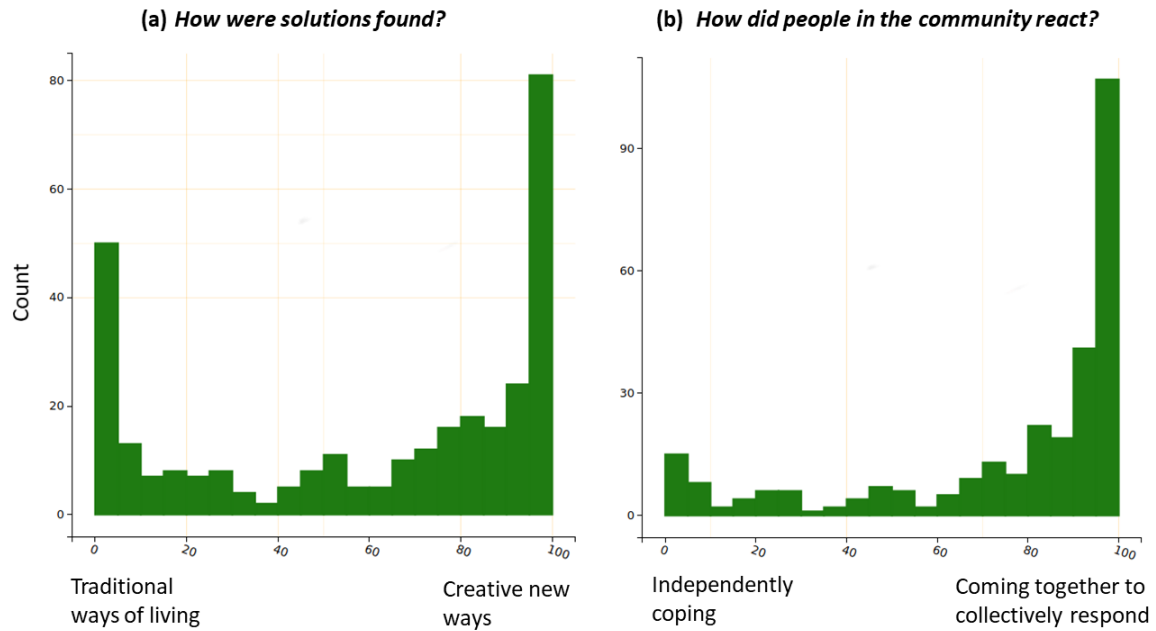 (a) How were solutions found?
(b) How did people in the community react?
Count
80
60
40
20
0
0 20 40 60 80 100
Traditional
ways of living
Creative new
ways
90
60
30
0
0 20 40 60 80 100
Independently
coping
Coming together to
collectively respond